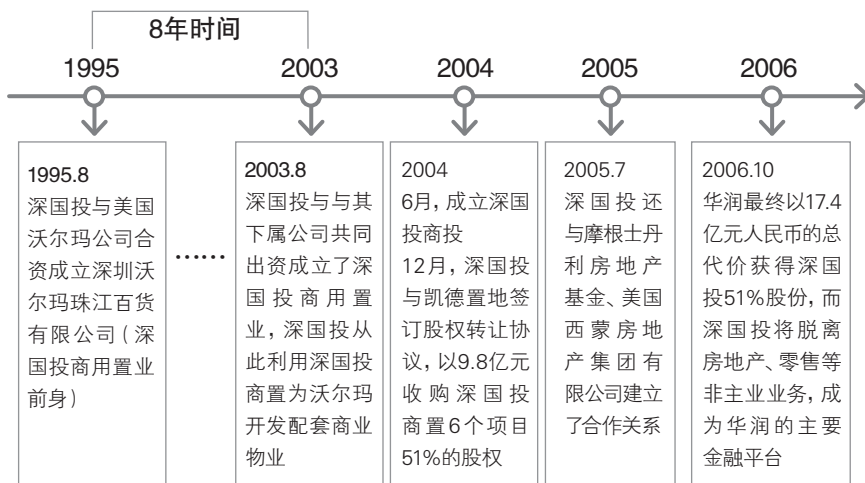 8年时间
1995
2003
2004
2005
2006
1995.8
深国投与美国
沃尔玛公司合
资成立深圳沃
尔玛珠江百货
有限公司（深
国投商用置业
前身）
……
2003.8
深国投与与其
下属公司共同
出资成立了深
国投商用置
业，深国投从
此利用深国投
商置为沃尔玛
开发配套商业
物业
2004
6月，成立深国
投商投
12月，深国投
与凯德置地签
订股权转让协
议，以9.8亿元
收购深国投
商置6个项目
51%的股权
2005.7
深国投还
与摩根士丹
利房地产
基金、美国
西蒙房地
产集团有
限公司建立
了合作关系
2006.10
华润最终以17.4
亿元人民币的总
代价获得深国
投51%股份，而
深国投将脱离
房地产、零售等
非主业业务，成
为华润的主要
金融平台